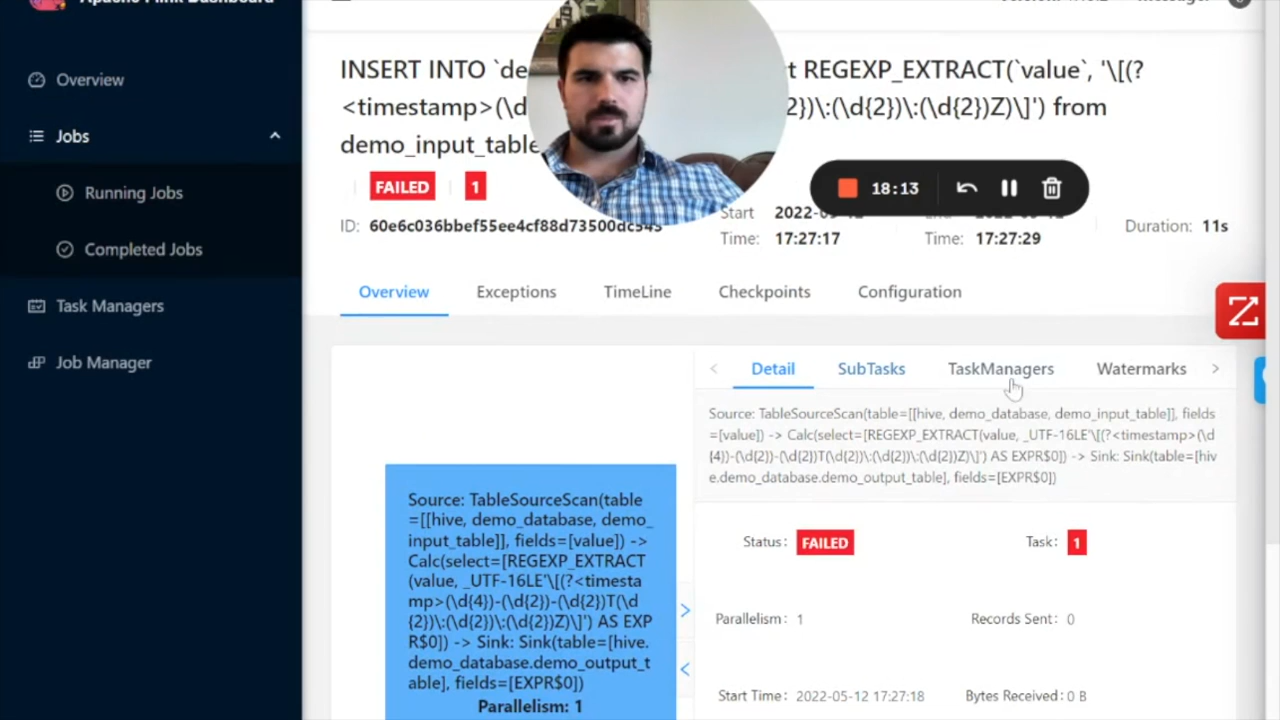 Apache Flink Dashboard
INSERT INTO `de t REGEXP_EXTRACT(`value`, '\[(?
<timestamp>(\d{ 2})\:(\d{2})\:(\d{2})Z)\]') from
demo_input_table
FAILED 1
18:13
ID: 60e6c036bbef55ee4cf88d73500dc543
Start
Time: 17:27:17
Time: 17:27:29
Duration: 11s
Overview
Jobs
Running Jobs
Completed Jobs
Task Managers
Job Manager
Overview Exceptions TimeLine Checkpoints Configuration
Source: TableSourceScan(table
=[[hive, demo_database, demo_
input_table]], fields=[value]) ->
Calc(select=[REGEXP_EXTRACT
(value, _UTF-16LE'\[(?<timesta
mp>(\d{4})-(\d{2})-(\d{2})T(\d{
2})\:(\d{2})\:(\d{2})Z)\]') AS EXP
R$0]) -> Sink: Sink(table=[hive.
demo_database.demo_output_t
able], fields=[EXPR$0])
Parallelism: 1
Detail SubTasks TaskManagers Watermarks
Source: TableSourceScan(table=[[hive, demo_database, demo_input_table]], fields
=[value]) -> Calc(select=[REGEXP_EXTRACT(value, _UTF-16LE'\[(?<timestamp>(\d
{4})-(\d{2})-(\d{2})T(\d{2})\:(\d{2})\:(\d{2})Z)\]') AS EXPR$0]) -> Sink: Sink(table=[hiv
e.demo_database.demo_output_table], fields=[EXPR$0])
Status: FAILED Task: 1
Parallelism: 1 Records Sent: 0
Start Time: 2022-05-12 17:27:18 Bytes Received: 0 B